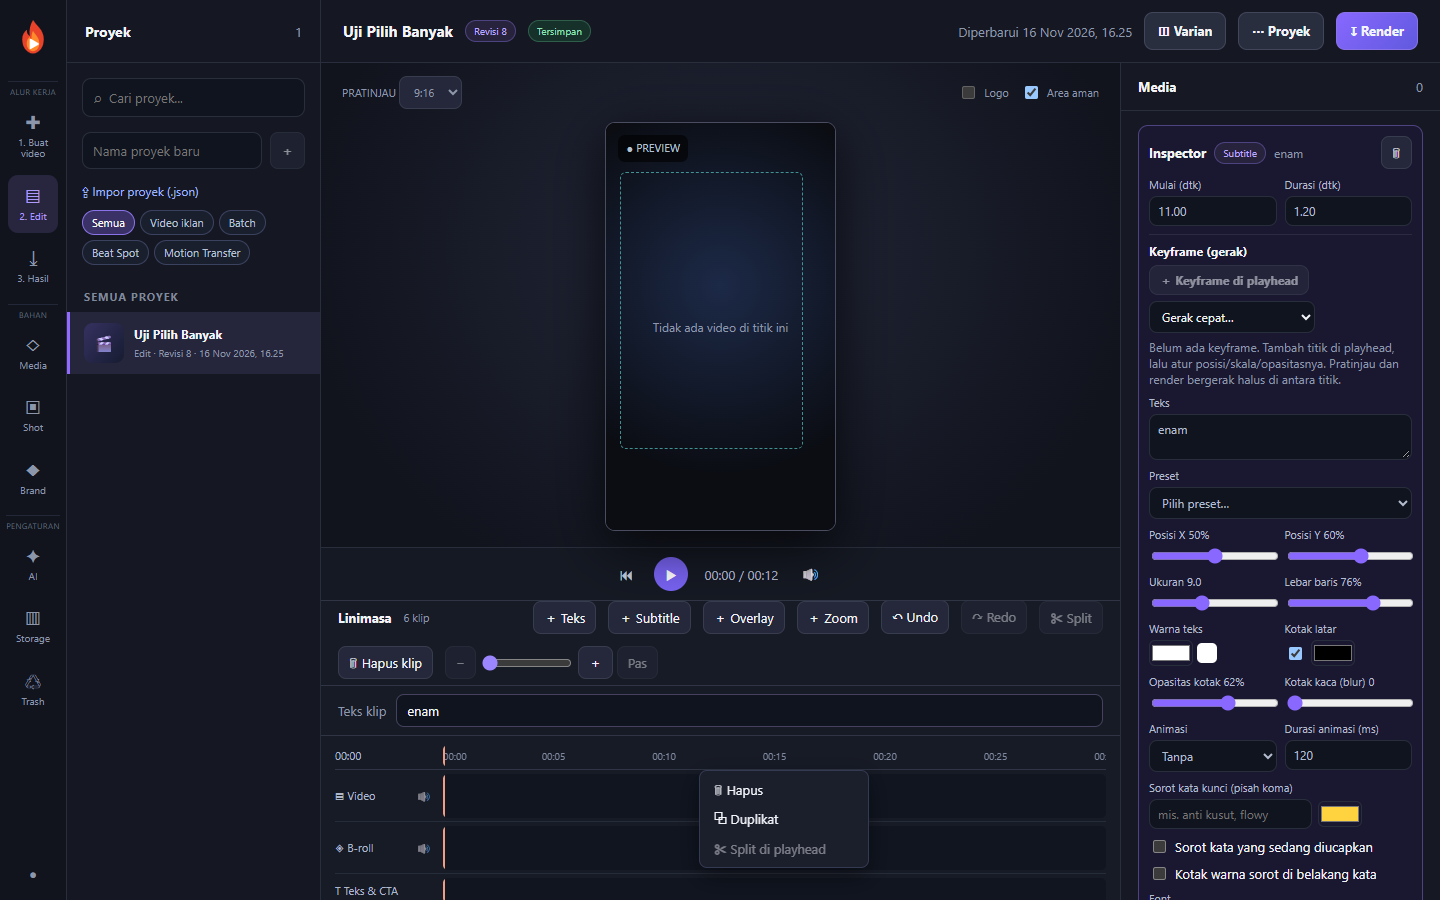 ALUR KERJA
1. Buat
video
2. Edit
3. Hasil
BAHAN
Media
Shot
Brand
PENGATURAN
AI
Storage
Trash
Proyek 1
Cari proyek...
Nama proyek baru +
Impor proyek (.json)
Semua Video iklan Batch
Beat Spot Motion Transfer
SEMUA PROYEK
Uji Pilih Banyak
Edit · Revisi 8 · 16 Nov 2026, 16.25
Uji Pilih Banyak Revisi 8 Tersimpan
Diperbarui 16 Nov 2026, 16.25 Varian ··· Proyek Render
PRATINJAU 9:16 Logo Area aman
PREVIEW
Tidak ada video di titik ini
00:00 / 00:12
Linimasa 6 klip + Teks + Subtitle + Overlay + Zoom Undo Redo Split
Hapus klip − + Pas
Teks klip enam
00:00 00:00 00:05 00:10 00:15 00:20 00:25 00:
Video
B-roll
T Teks & CTA
Hapus
Duplikat
Split di playhead
Media 0
Inspector Subtitle enam
Mulai (dtk) Durasi (dtk)
11.00 1.20
Keyframe (gerak)
+ Keyframe di playhead
Gerak cepat...
Belum ada keyframe. Tambah titik di playhead,
lalu atur posisi/skala/opasitasnya. Pratinjau dan
render bergerak halus di antara titik.
Teks
enam
Preset
Pilih preset...
Posisi X 50% Posisi Y 60%
Ukuran 9.0 Lebar baris 76%
Warna teks Kotak latar
Opasitas kotak 62% Kotak kaca (blur) 0
Animasi Durasi animasi (ms)
Tanpa 120
Sorot kata kunci (pisah koma)
mis. anti kusut, flowy
Sorot kata yang sedang diucapkan
Kotak warna sorot di belakang kata
Font